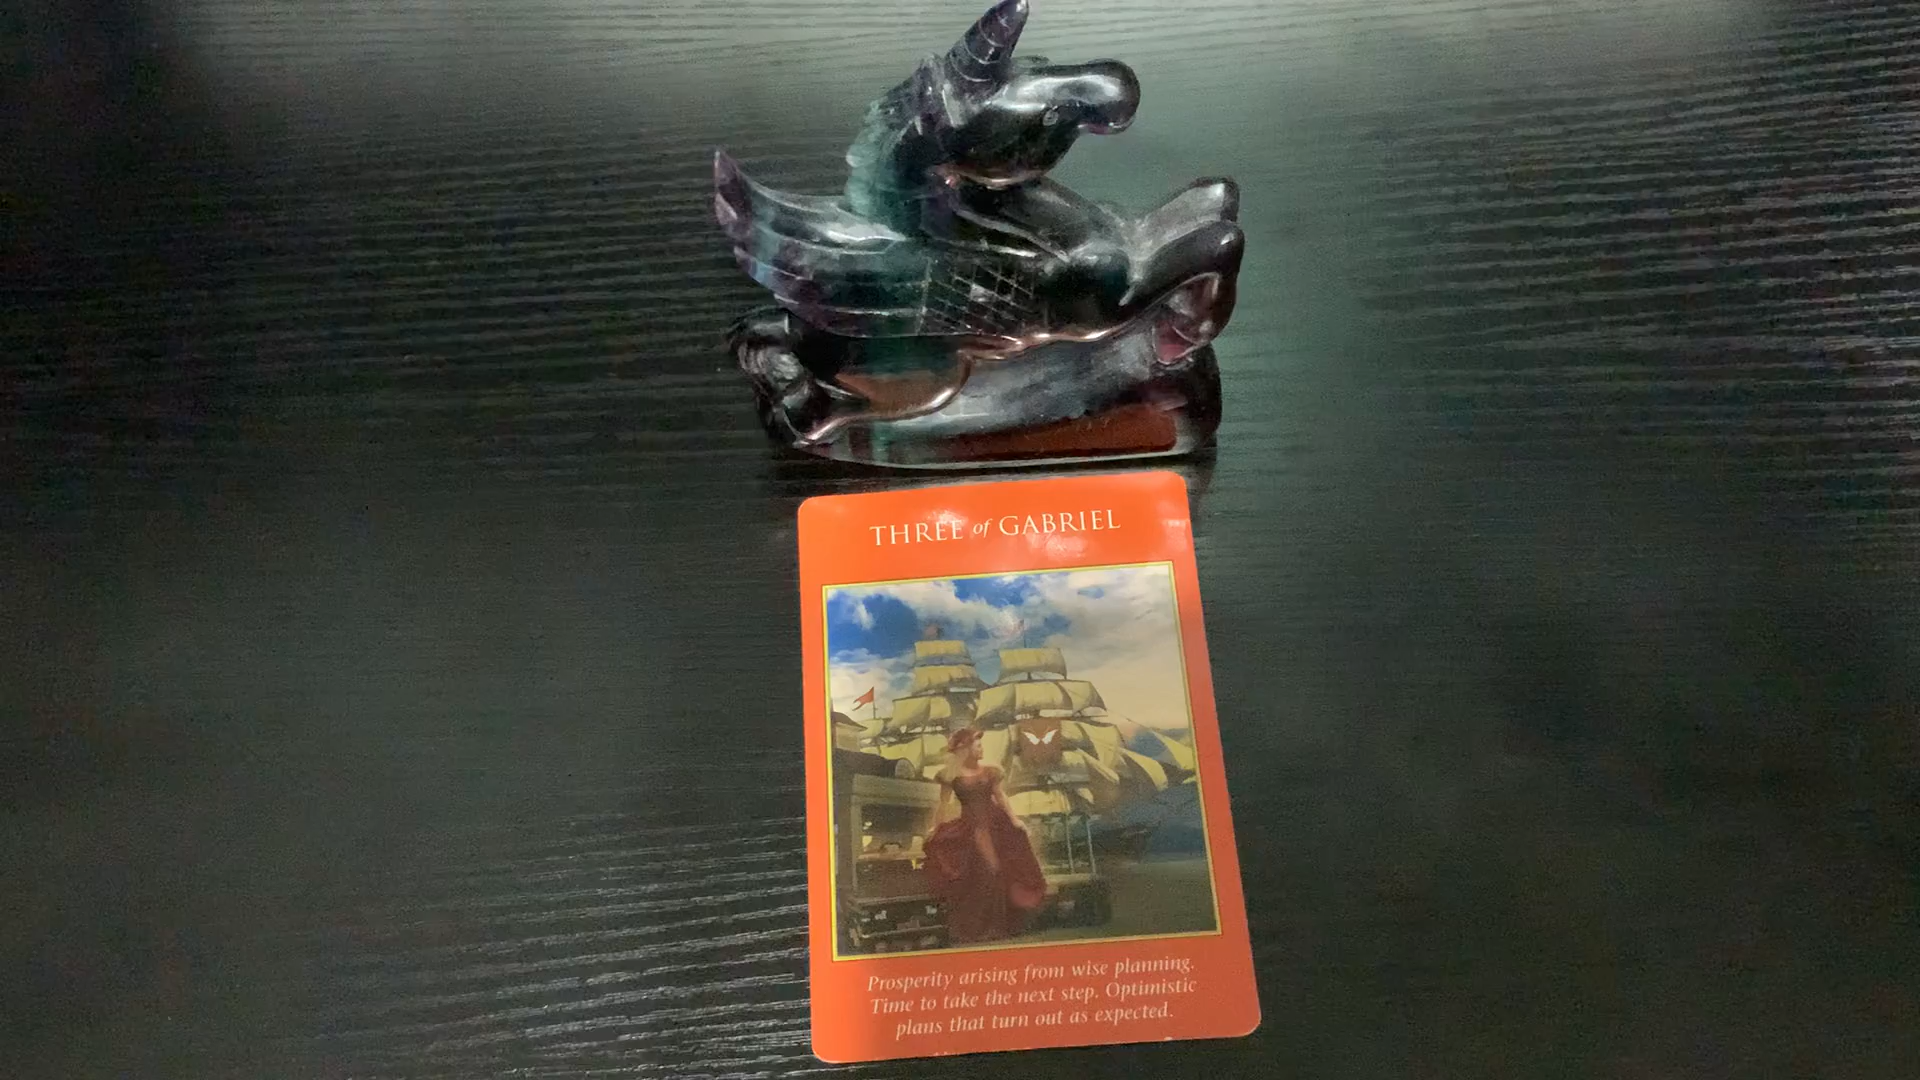 THREE of GABRIEL
Prosperity arising from wise planning.
Time to take the next step. Optimistic
plans that turn out as expected.